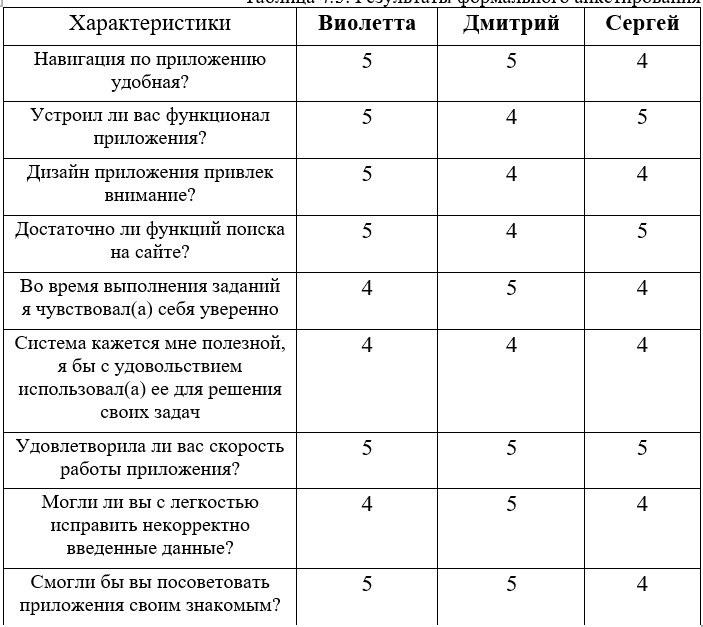 Таблица 4.3. Результаты формального анкетирования
Характеристики Виолетта Дмитрий Сергей
Навигация по приложению 5 5 4
удобная?
Устроил ли вас функционал 5 4 5
приложения?
Дизайн приложения привлек 5 4 4
внимание?
Достаточно ли функций поиска 5 4 5
на сайте?
Во время выполнения заданий 4 5 4
я чувствовал(а) себя уверенно
Система кажется мне полезной, 4 4 4
я бы с удовольствием
использовал(а) ее для решения
своих задач
Удовлетворила ли вас скорость 5 5 5
работы приложения?
Могли ли вы с легкостью 4 5 4
исправить некорректно
введенные данные?
Смогли бы вы посоветовать 5 5 4
приложения своим знакомым?